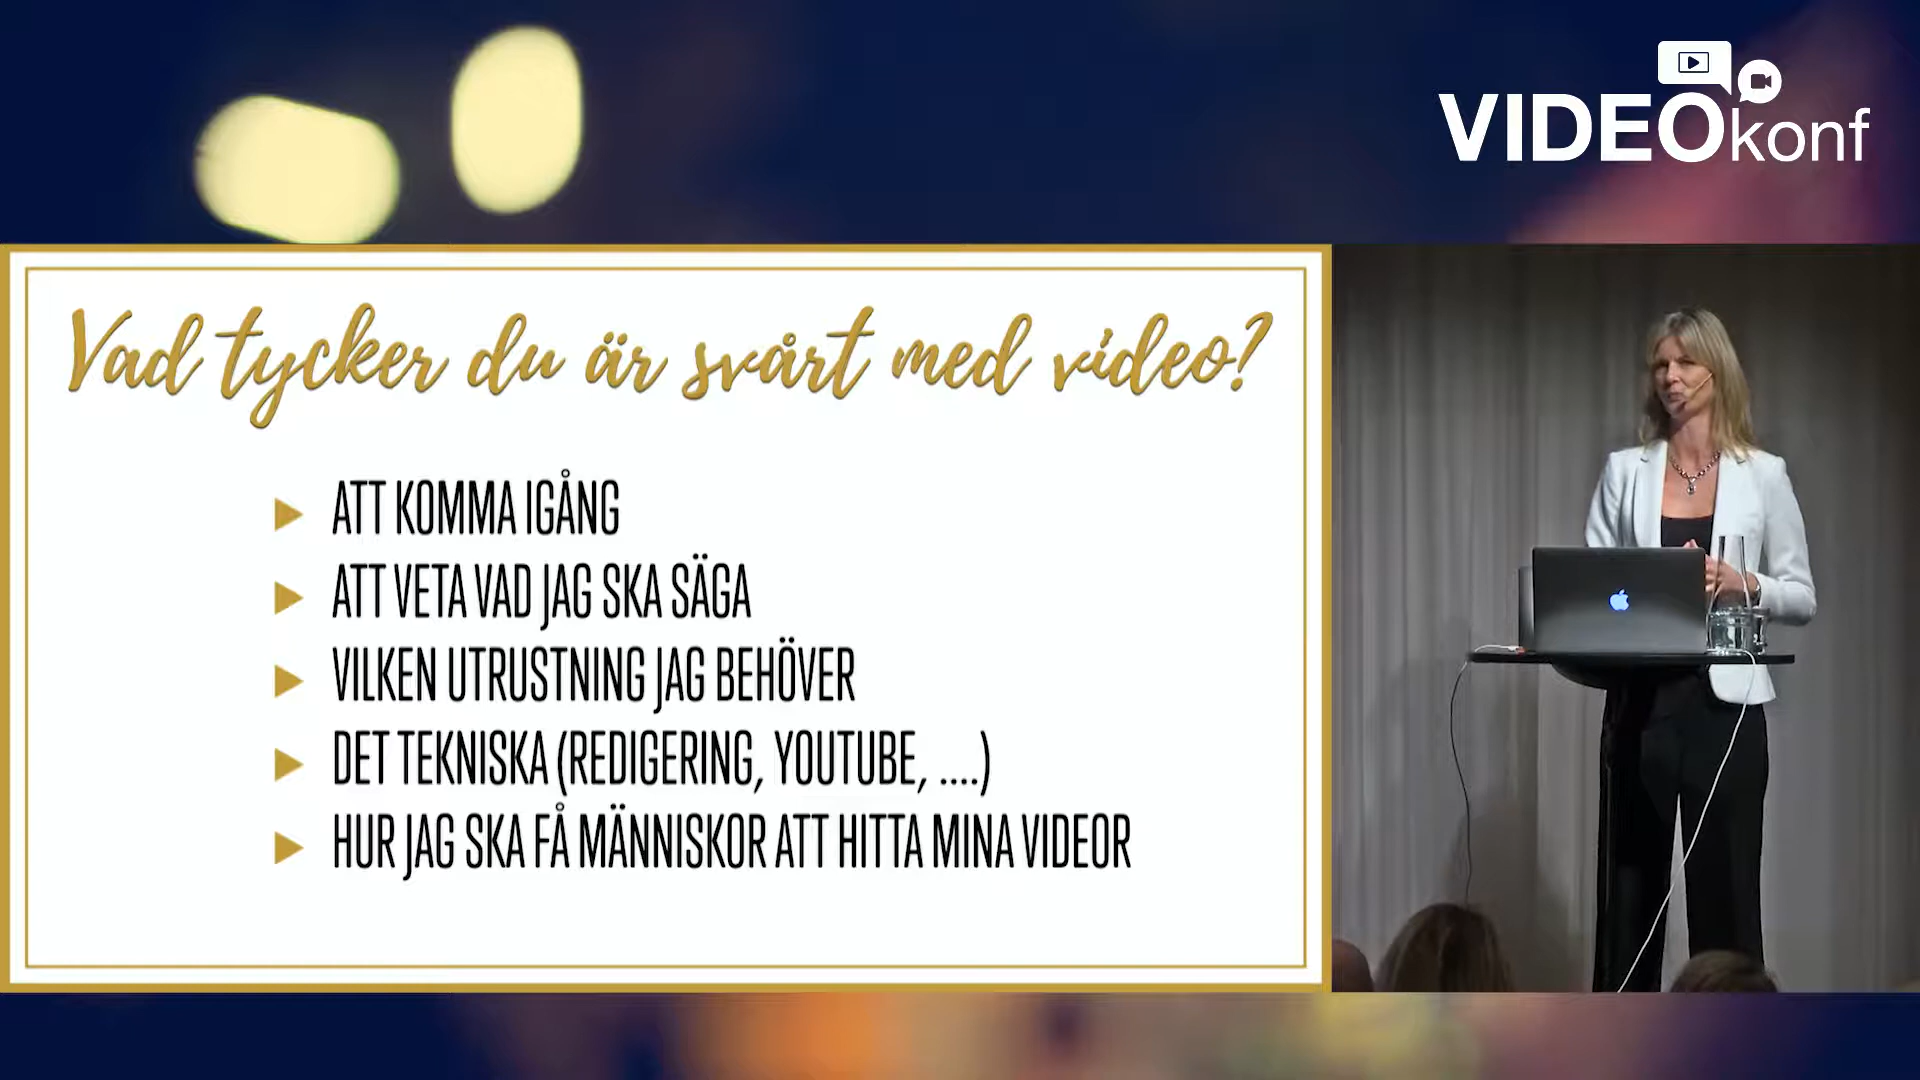 VIDEOkonf
Vad tycker du är svårt med video?
ATT KOMMA IGÅNG
ATT VETA VAD JAG SKA SÄGA
VILKEN UTRUSTNING JAG BEHÖVER
DET TEKNISKA (REDIGERING, YOUTUBE, ....)
HUR JAG SKA FÅ MÄNNISKOR ATT HITTA MINA VIDEOR